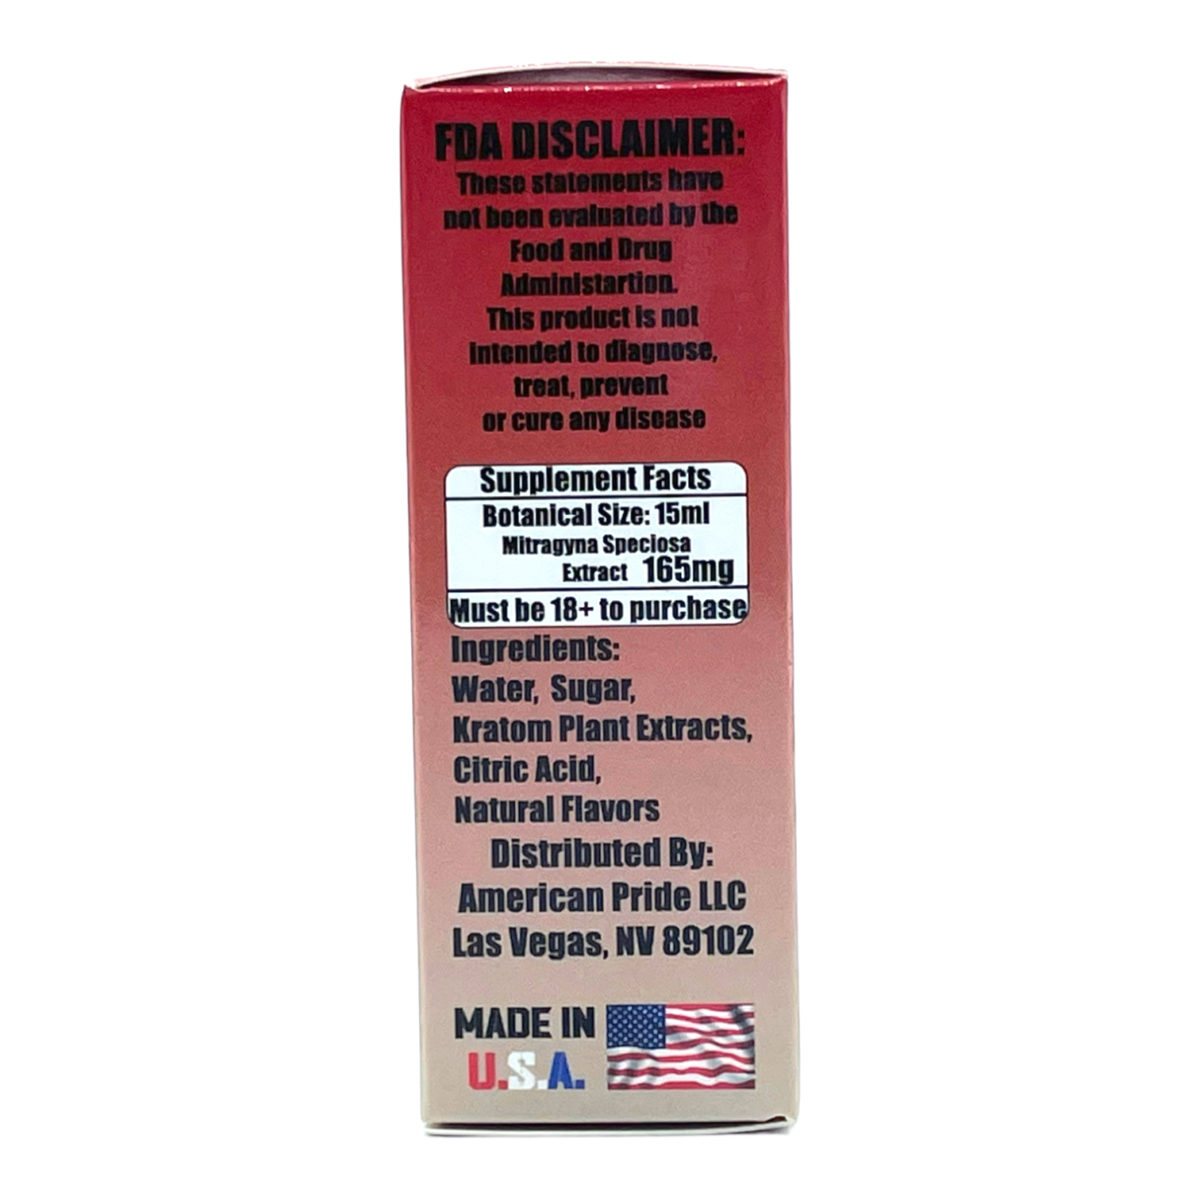 FDA DISCLAIMER:
These statements have
not been evaluated by the
Food and Drug
Administartion.
This product is not
intended to diagnose,
treat, prevent
or cure any disease
Supplement Facts
Botanical Size: 15ml
Mitragyna Speciosa
Extract 165mg
Must be 18+ to purchase
Ingredients:
Water, Sugar,
Kratom Plant Extracts,
Citric Acid,
Natural Flavors
Distributed By:
American Pride LLC
Las Vegas, NV 89102
MADE IN
U.S.A.